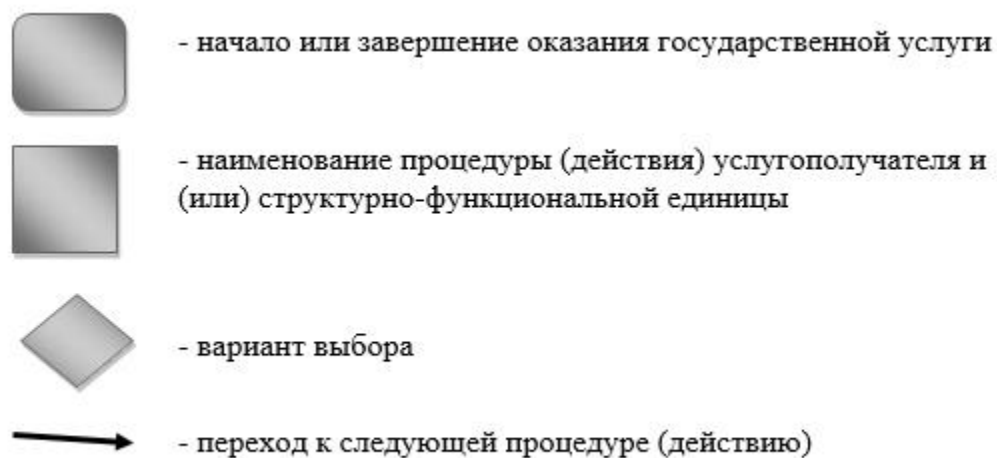 - начало или завершение оказания государственной услуги
- наименование процедуры (действия) услугополучателя и
(или) структурно-функциональной единицы
- вариант выбора
- переход к следующей процедуре (действию)